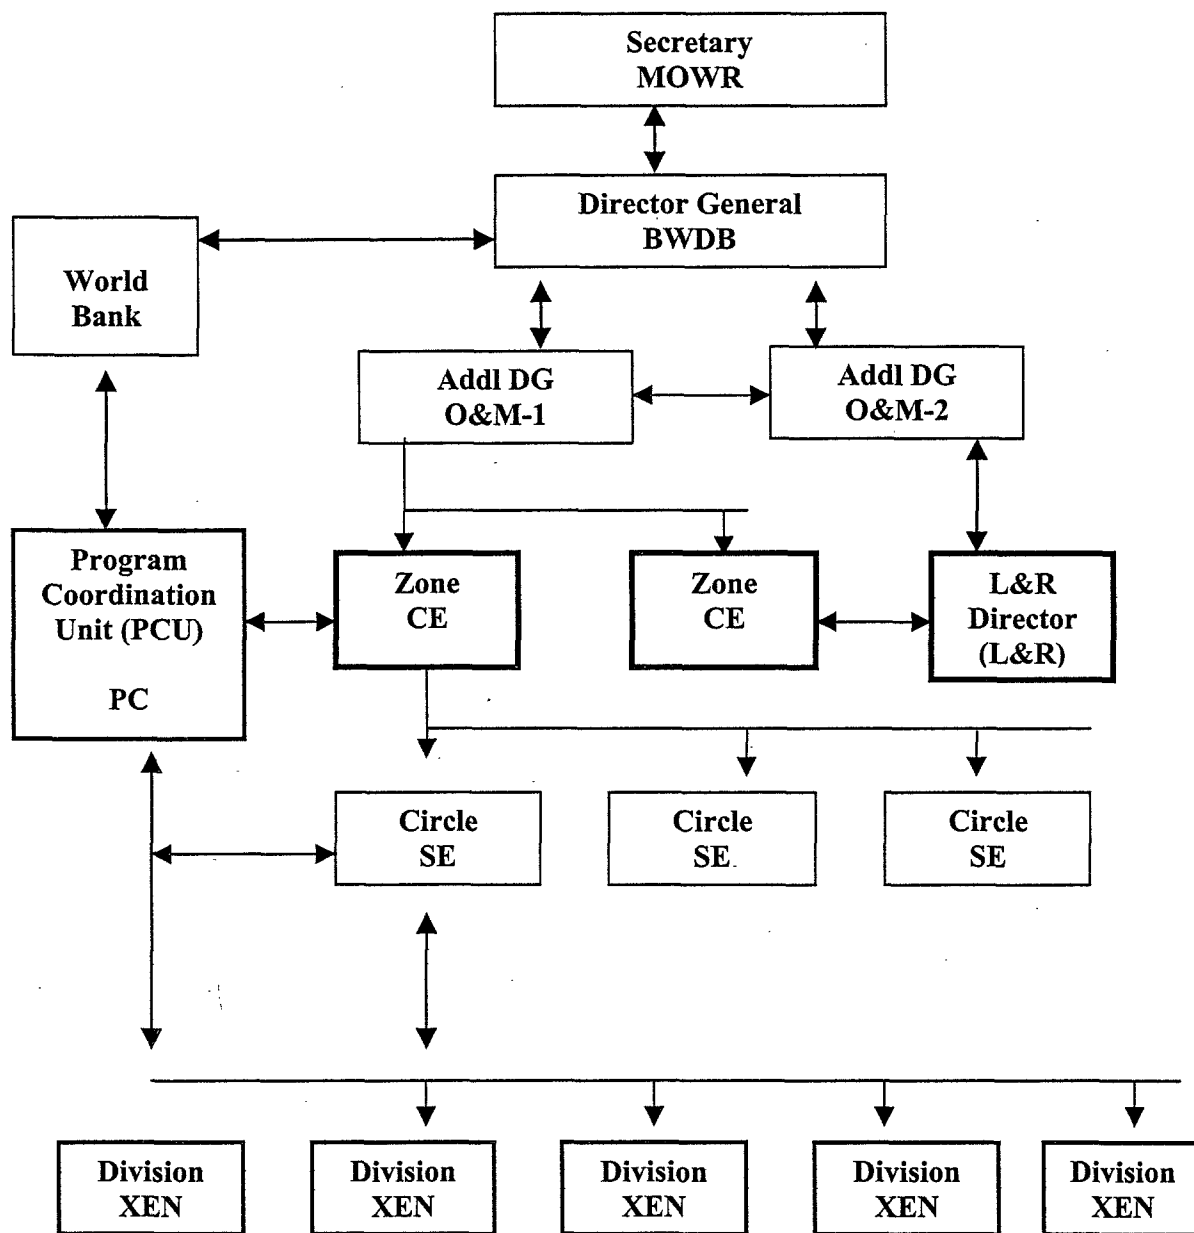 Secretary
MOWR
Director General
BWDB
World
Bank
Addl DG
O&M-1
Addl DG
O&M-2
Program
Coordination
Unit (PCU)
PC
Zone
CE
Zone
CE
L&R
Director
(L&R)
Circle
SE
Circle
SE
Circle
SE
Division
XEN
Division
XEN
Division
XEN
Division
XEN
Division
XEN